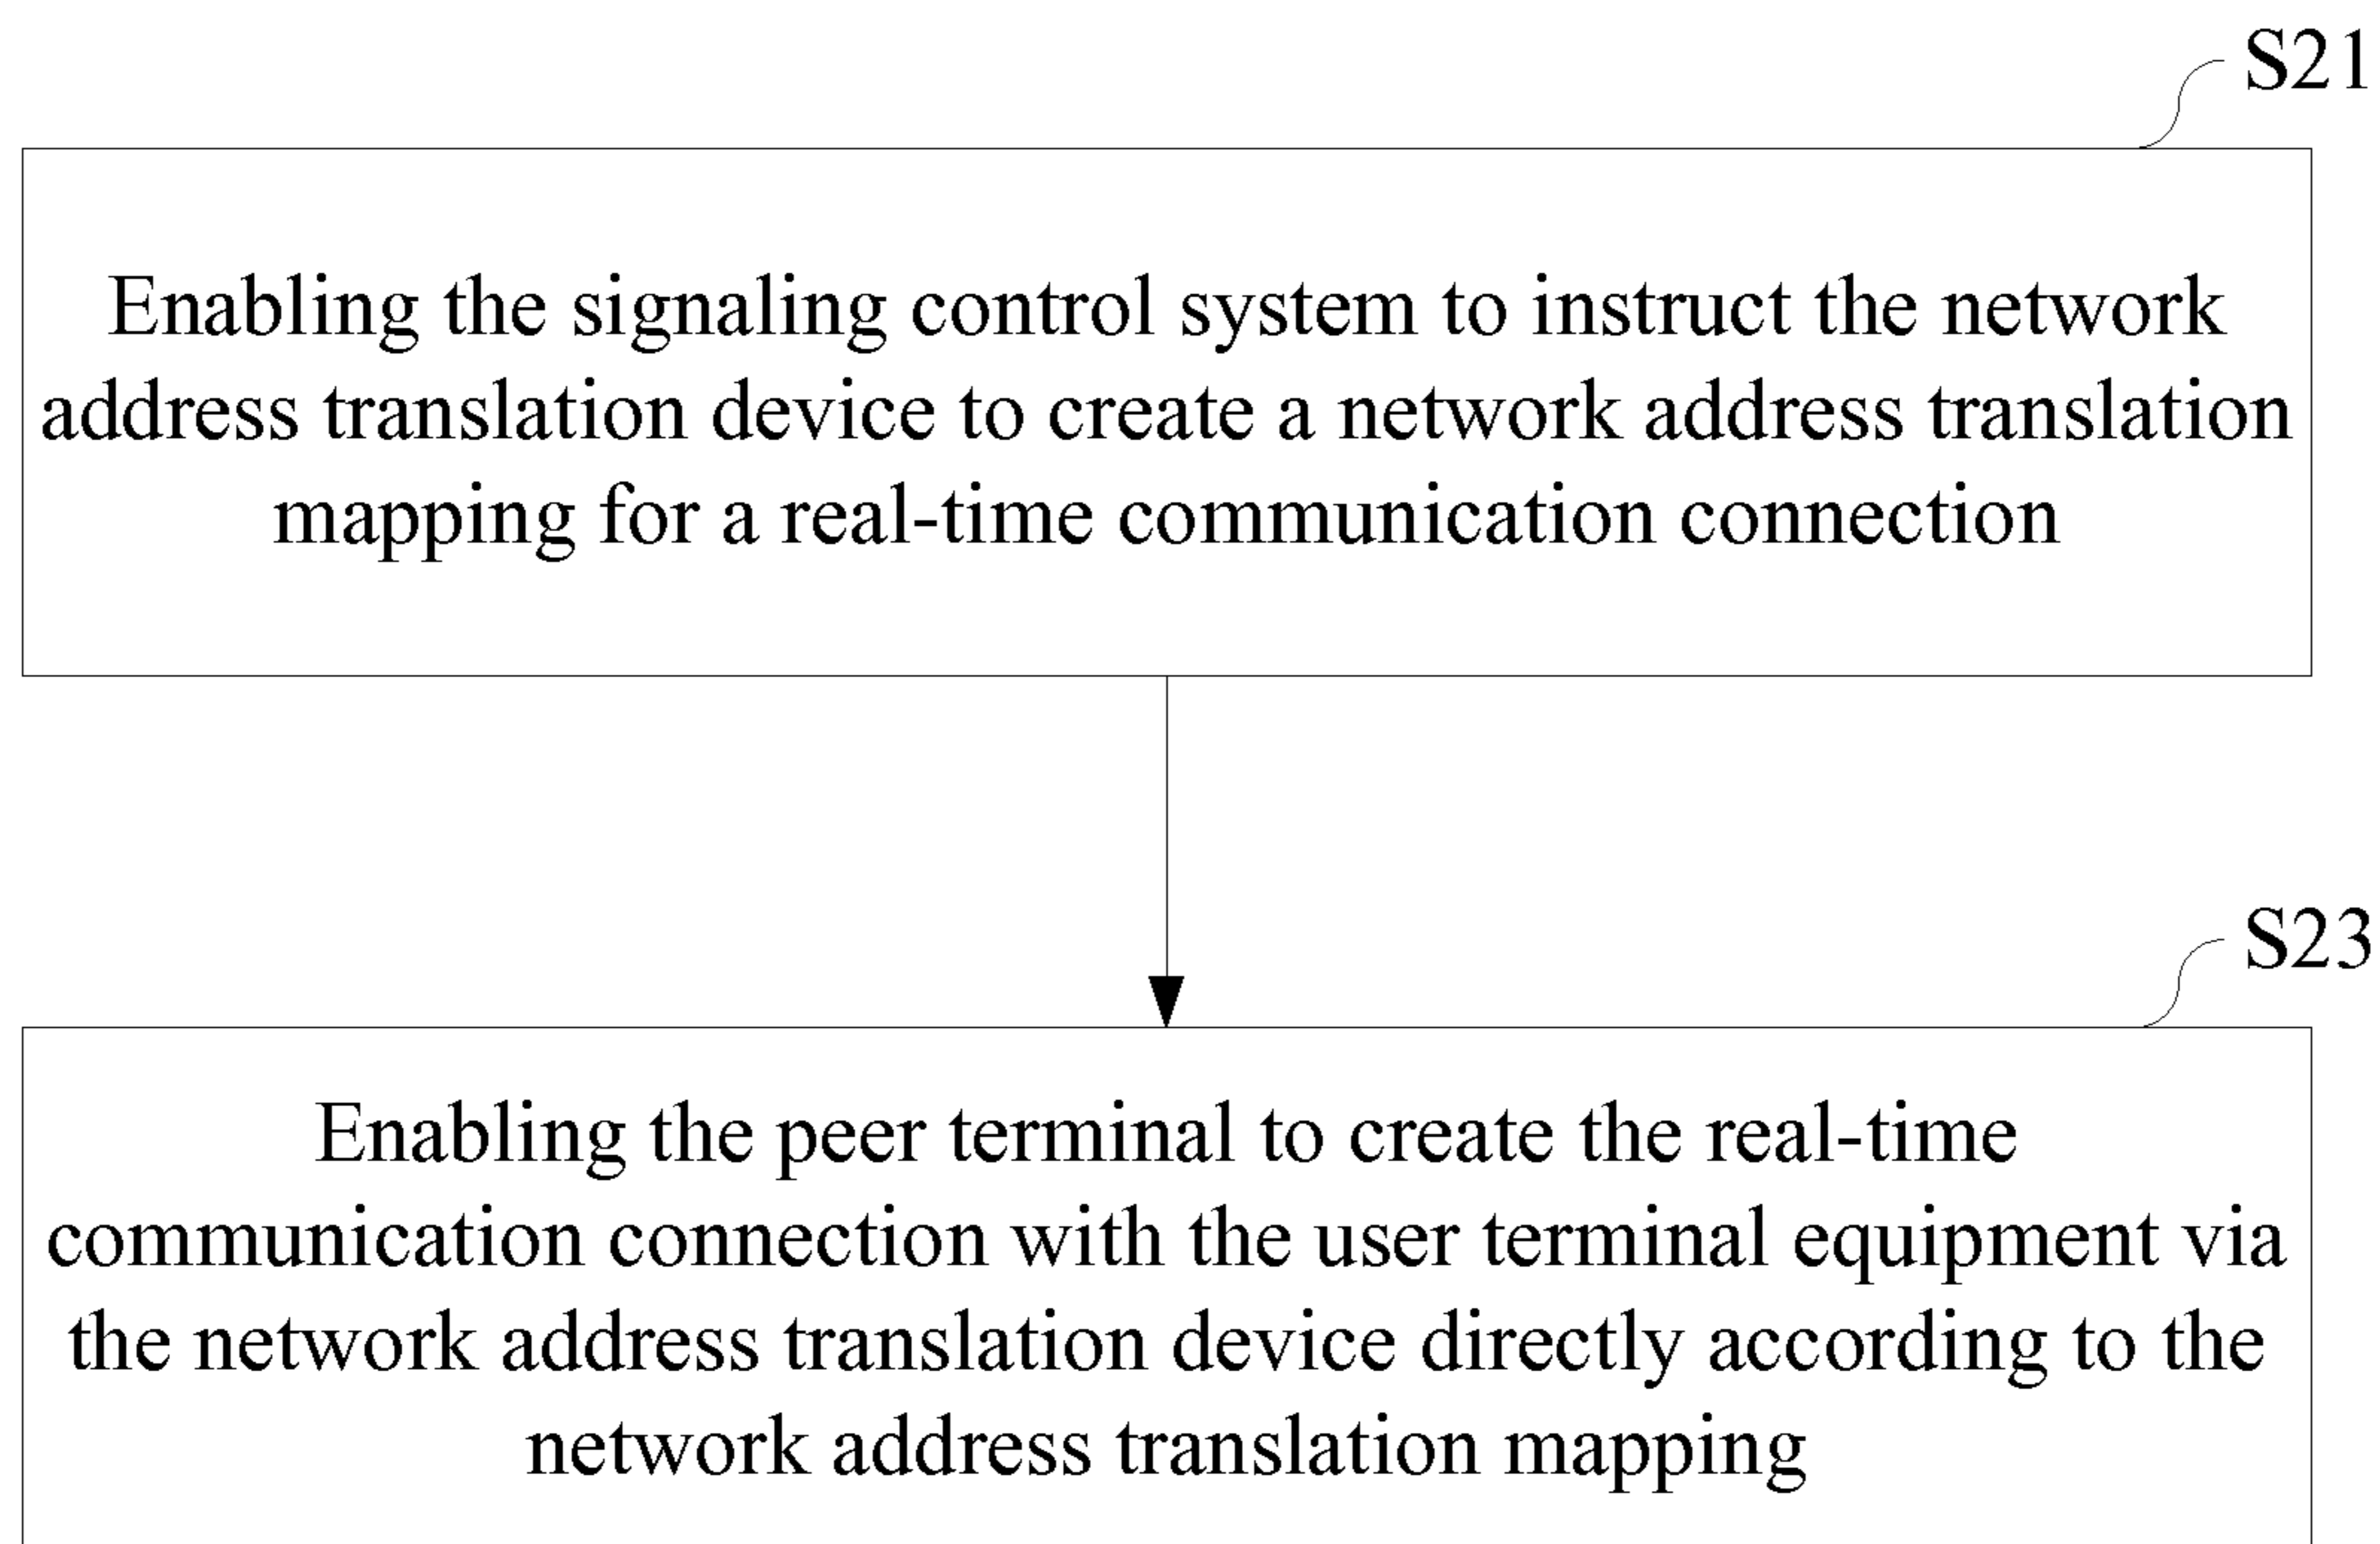 S21
Enabling the signaling control system to instruct the network
address translation device to create a network address translation
mapping for a real-time communication connection
S23
Enabling the peer terminal to create the real-time
communication connection with the user terminal equipment via
the network address translation device directly according to the
network address translation mapping